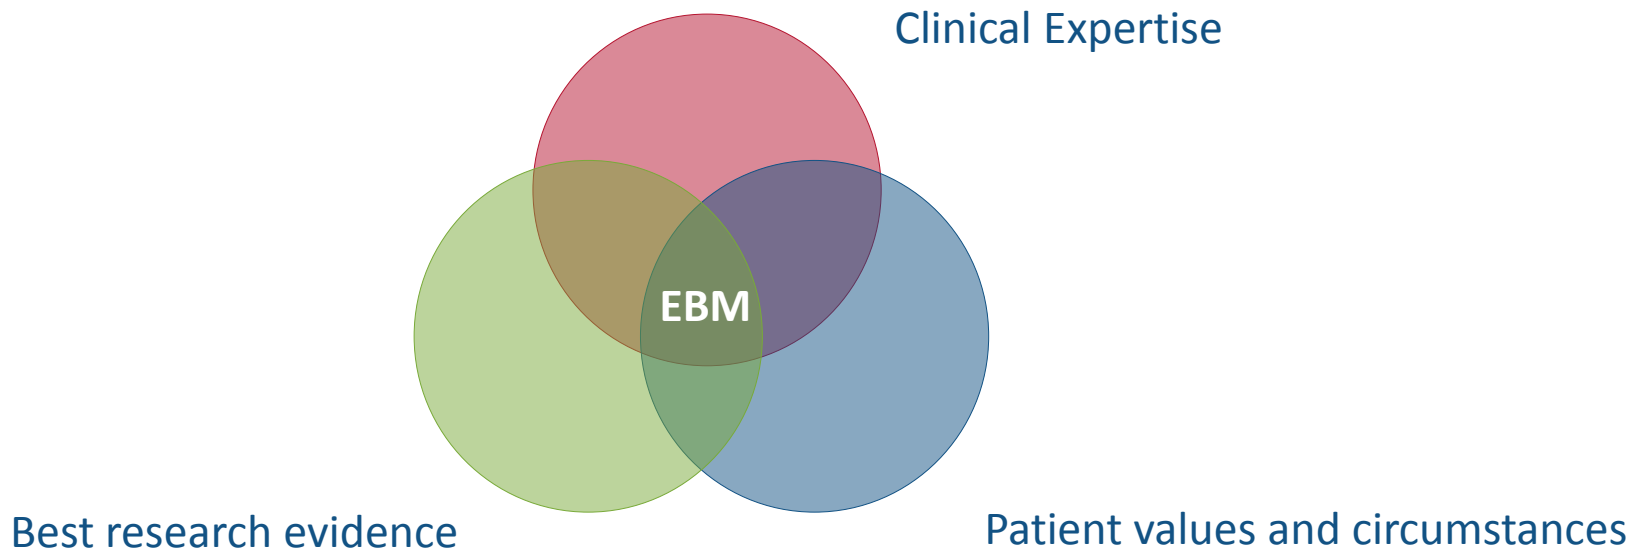 Clinical Expertise
EBM
Best research evidence
Patient values and circumstances